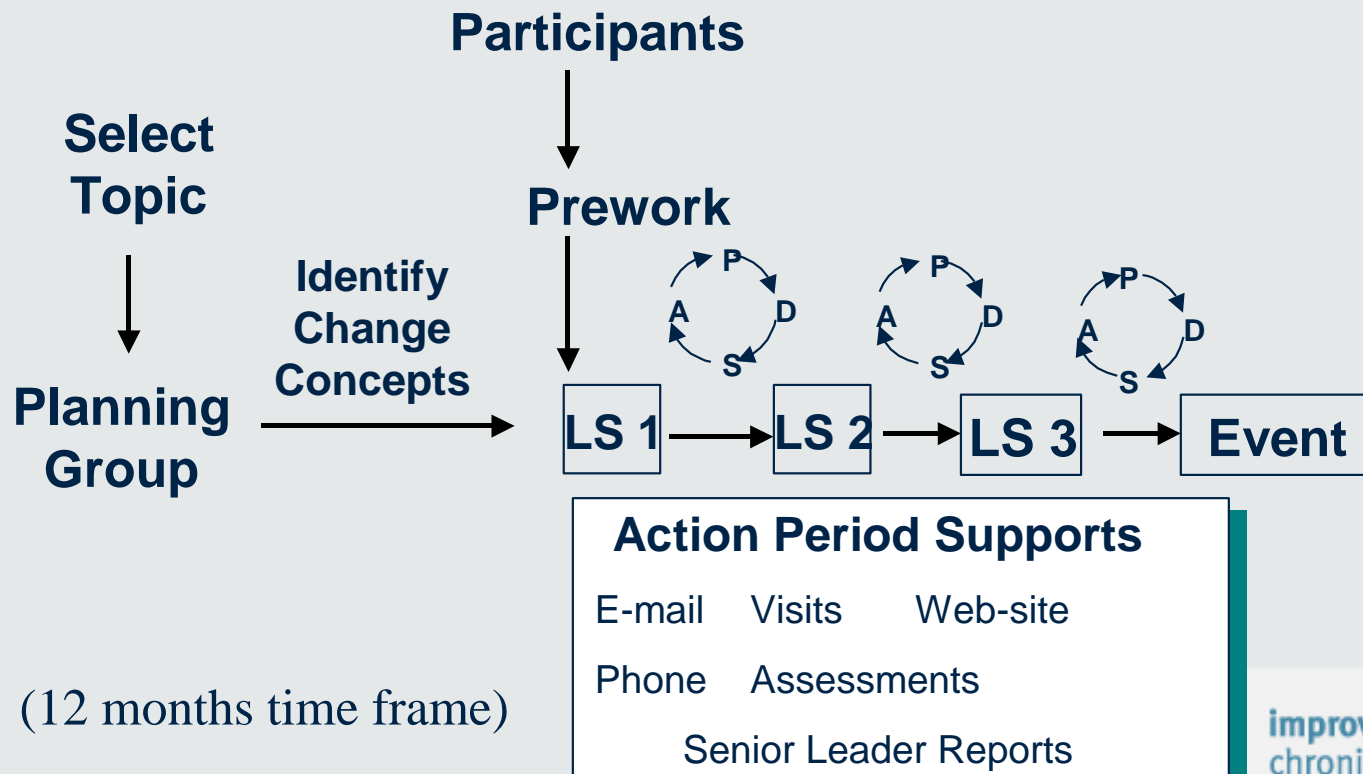 Participants
Select
Topic
Prework
Identify
Change
Concepts
Planning
Group
P
A D
S
P
A D
S
P
A D
S
LS 1
LS 2
LS 3
Event
Action Period Supports
E-mail Visits Web-site
Phone Assessments
Senior Leader Reports
(12 months time frame)